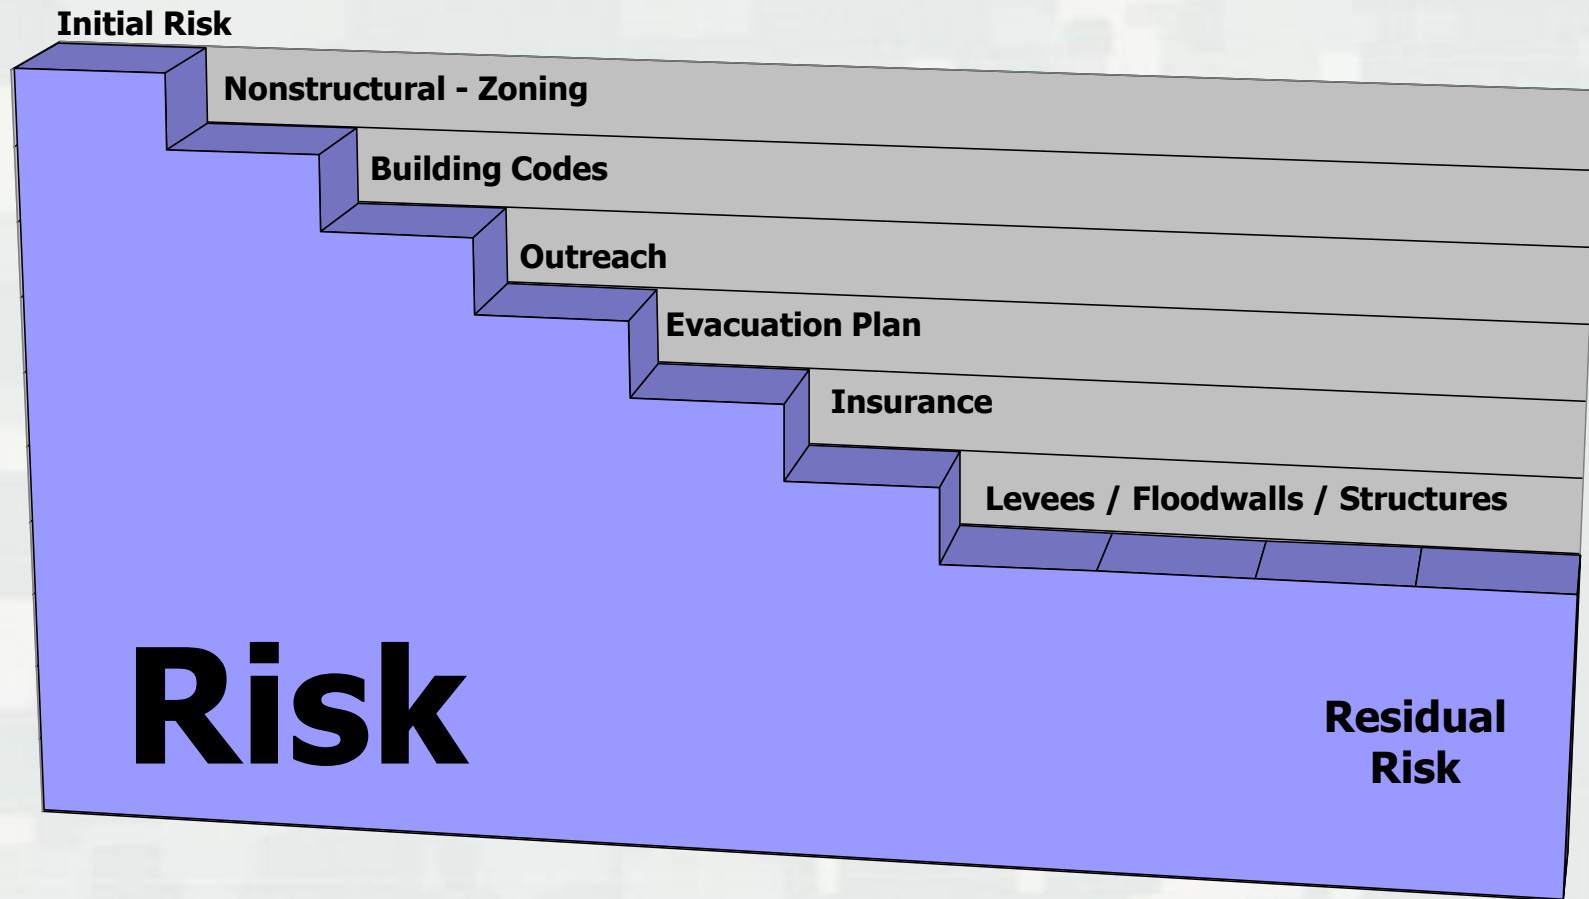 Initial Risk
Nonstructural - Zoning
Building Codes
Outreach
Evacuation Plan
Insurance
Levees / Floodwalls / Structures
Risk
Residual
Risk